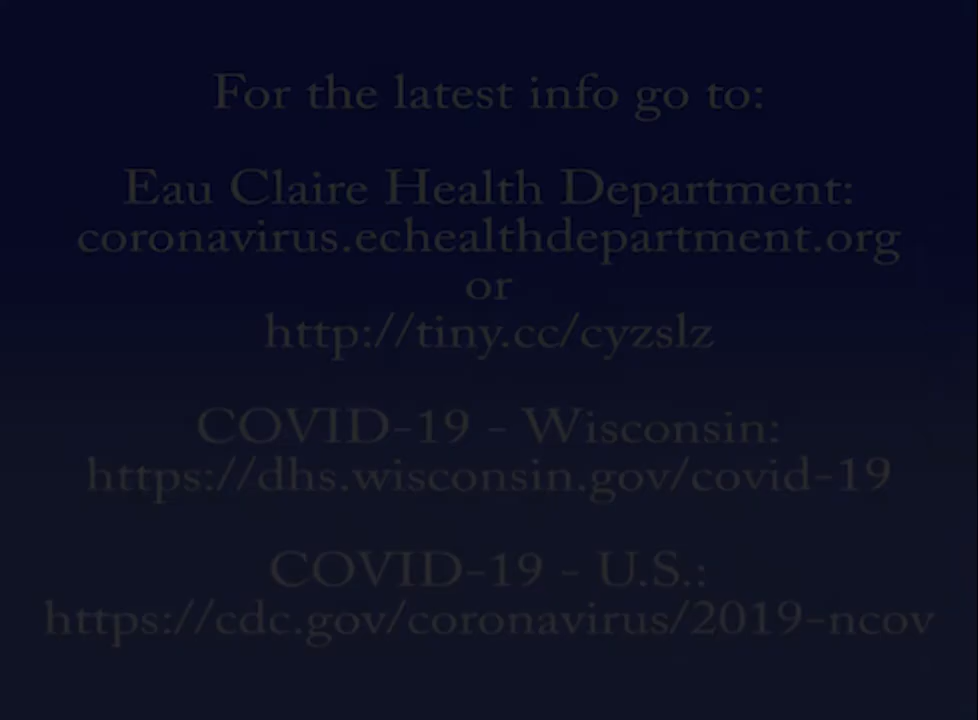 For the latest info go to:
Eau Claire Health Department:
coronavirus.echealthdepartment.org
or
http://tiny.cc/cyzslz
COVID-19 - Wisconsin:
https://dhs.wisconsin.gov/covid-19
COVID-19 - U.S.:
https://cdc.gov/coronavirus/2019-ncov